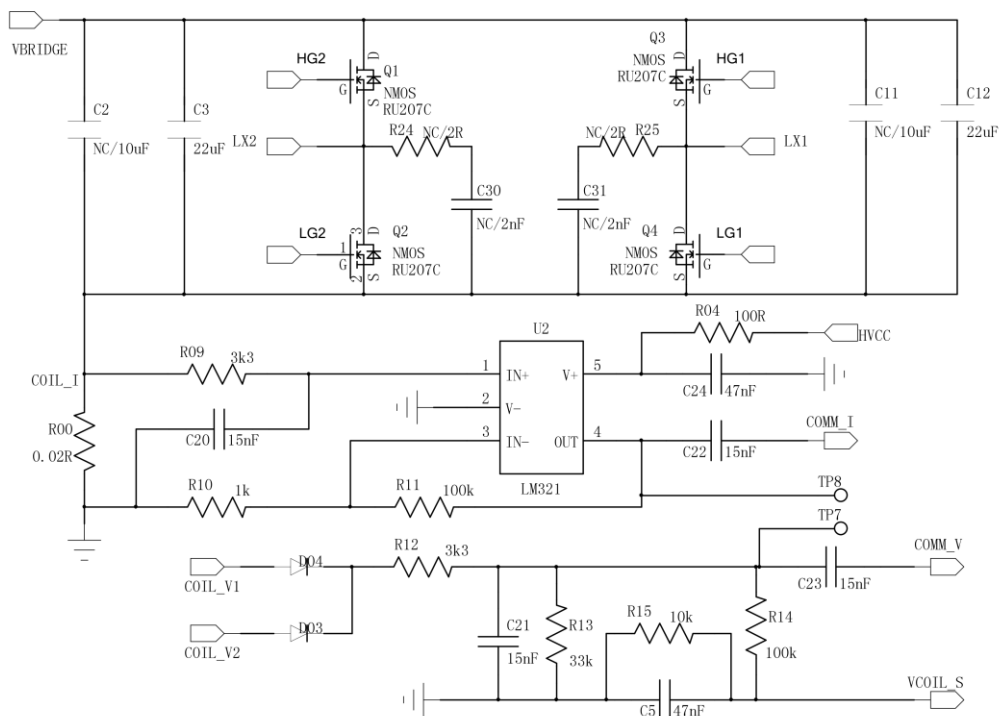 VBRIDGE
HG2
D
Q1
G
S
NMOS
RU207C
Q3
D
NMOS
RU207C
G
S
HG1
C2
NC/10uF
C3
22uF
C11
NC/10uF
C12
22uF
LX2
R24
NC/2R
NC/2R
R25
LX1
C30
NC/2nF
C31
NC/2nF
LG2
3
D
1
G
2
S
Q2
NMOS
RU207C
Q4
D
NMOS
RU207C
G
S
LG1
COIL_I
R00
0.02R
R09
3k3
C20
15nF
R10
1k
R11
100k
U2
1
IN+
2
V-
3
IN-
V+
5
OUT
4
LM321
R04
100R
HVCC
C24
47nF
C22
15nF
COMM_I
TP8
TP7
COIL_V1
D04
COIL_V2
D03
R12
3k3
C21
15nF
R13
33k
R15
10k
C5
47nF
R14
100k
C23
15nF
COMM_V
VCOIL_S